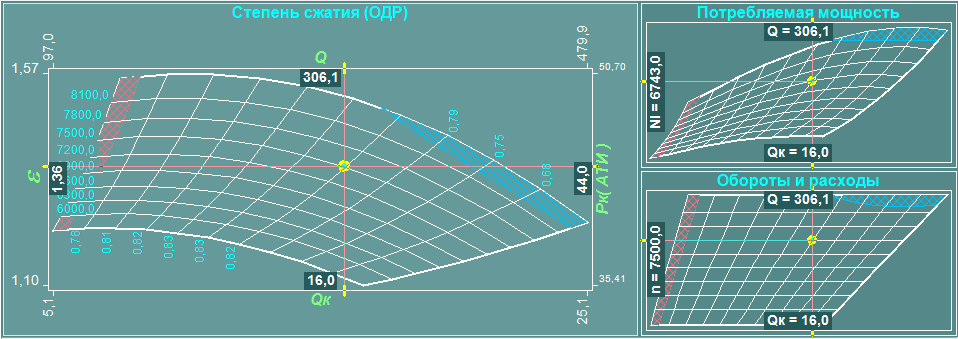 Степень сжатия (ОДР)
97,0
479,9
Q
306,1
1,57
50,70
8100,0
7800,0
7500,0
7200,0
6000,0
ε
1,36
44,0
Рк( АТИ )
0,79
0,75
0,68
0,78
0,81
0,82
0,83
0,83
0,82
16,0
Qк
1,10
35,41
5,1
25,1
Потребляемая мощность
Q = 306,1
NI = 6743,0
Qк = 16,0
Обороты и расходы
Q = 306,1
n = 7500,0
Qк = 16,0